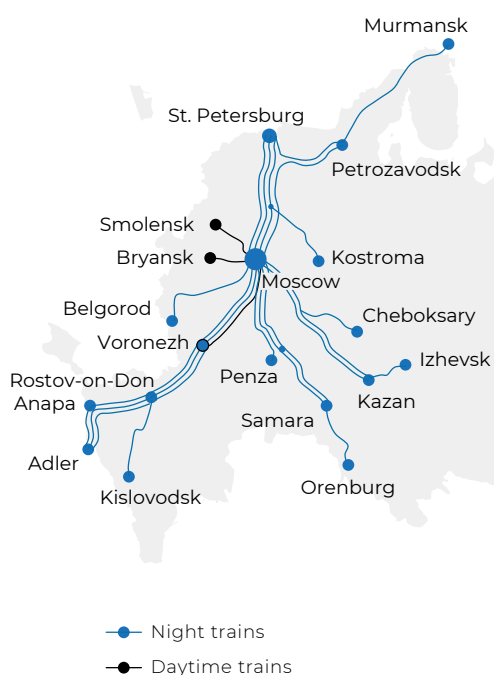 Murmansk
St. Petersburg
Petrozavodsk
Smolensk
Bryansk
Kostroma
Moscow
Belgorod
Cheboksary
Voronezh
Izhevsk
Rostov-on-Don
Penza
Anapa
Kazan
Samara
Adler
Orenburg
Kislovodsk
Night trains
Daytime trains